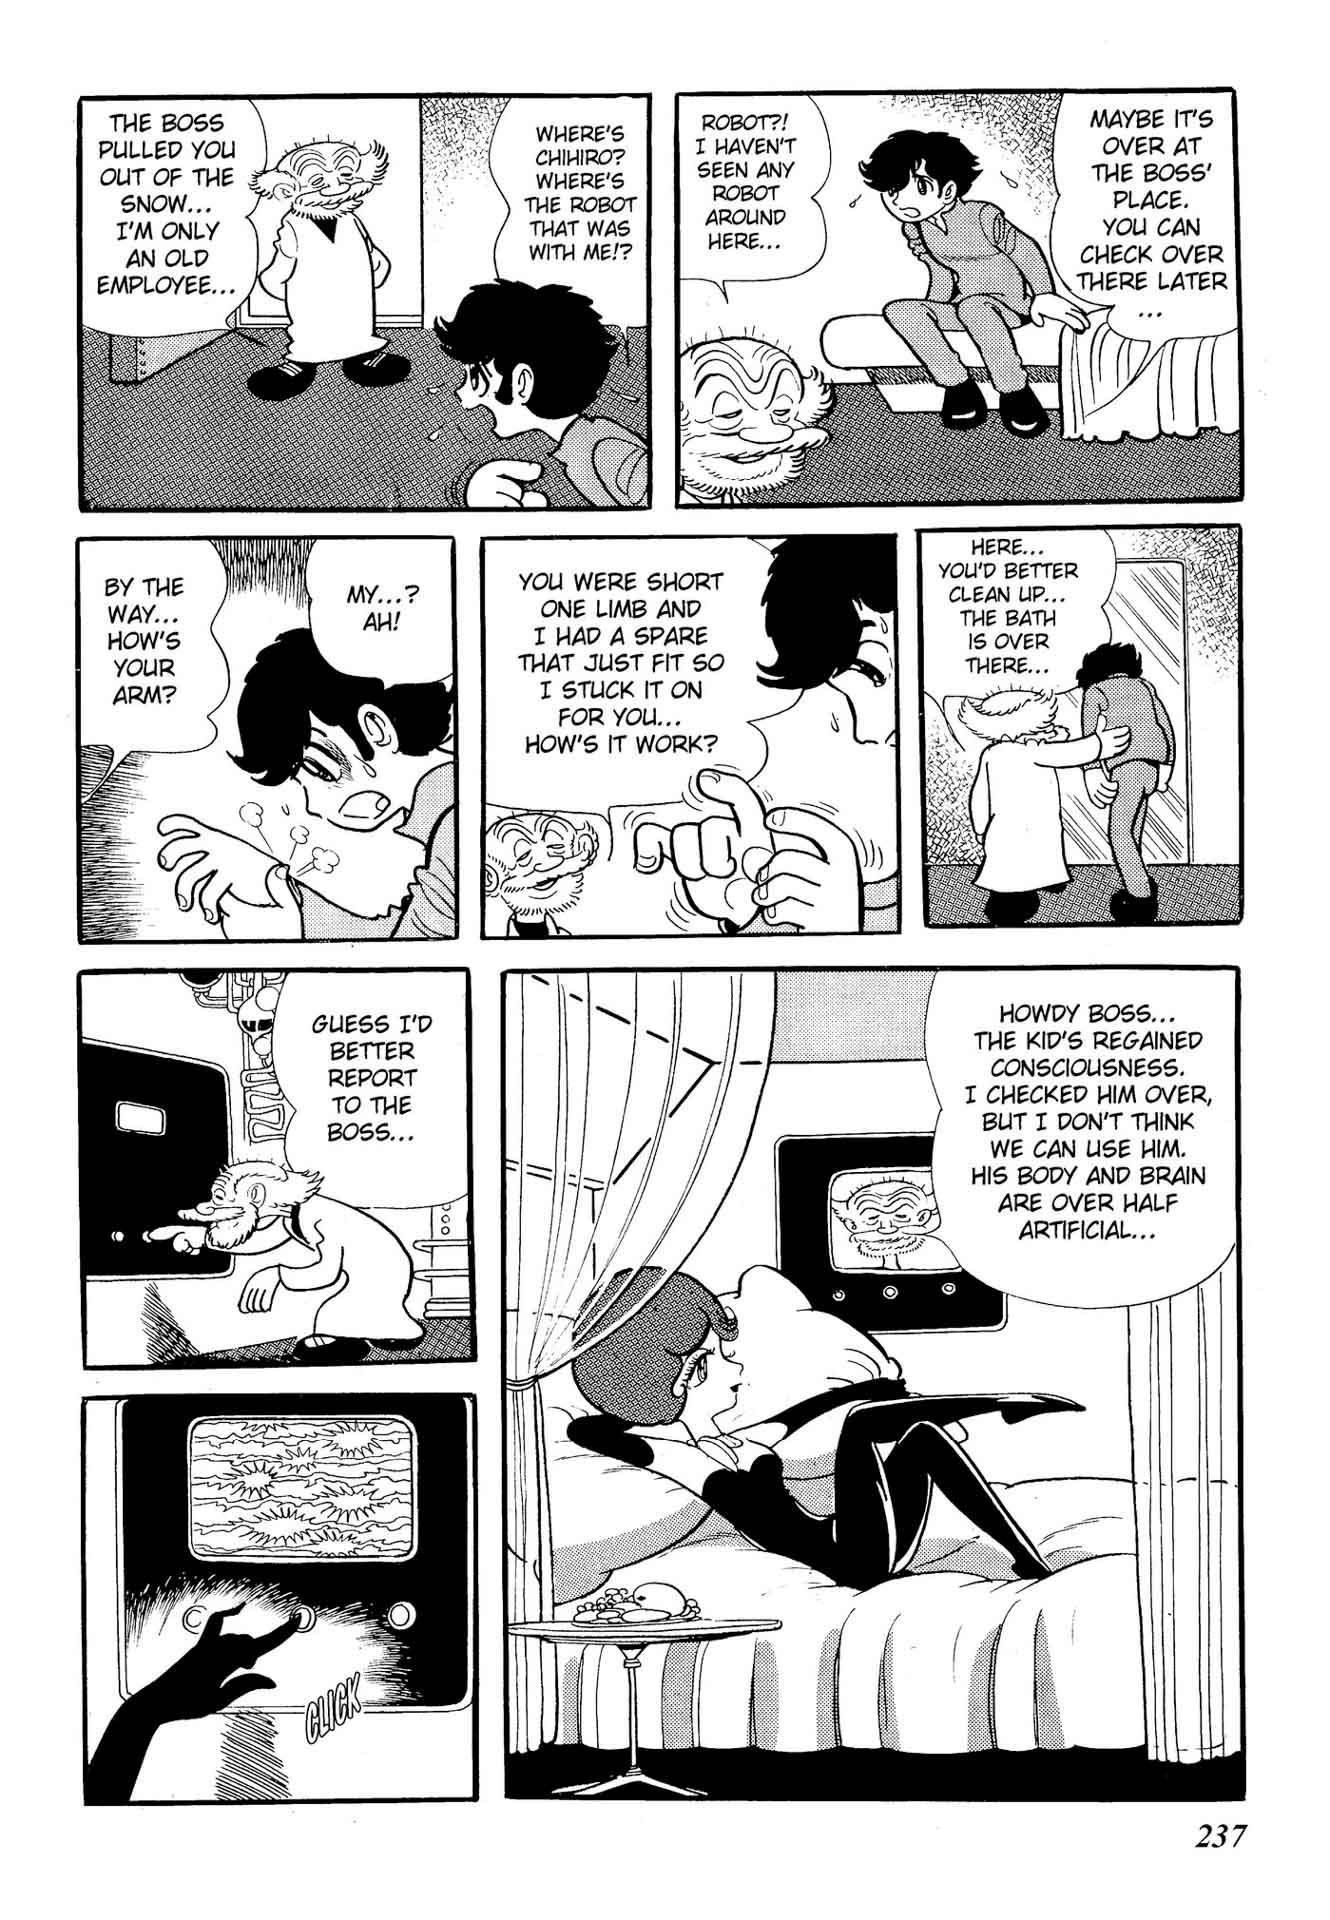 THE BOSS
PULLED YOU
OUT OF THE
SNOW...
I'M ONLY
AN OLD
EMPLOYEE...
WHERE'S
CHIHIRO?
WHERE'S
THE ROBOT
THAT WAS
WITH ME!?
ROBOT?!
I HAVEN'T
SEEN ANY
ROBOT
AROUND
HERE...
MAYBE IT'S
OVER AT
THE BOSS'
PLACE.
YOU CAN
CHECK OVER
THERE LATER
...
BY THE
WAY...
HOW'S
YOUR
ARM?
MY...?
AH!
YOU WERE SHORT
ONE LIMB AND
I HAD A SPARE
THAT JUST FIT SO
I STUCK IT ON
FOR YOU...
HOW'S IT WORK?
HERE...
YOU'D BETTER
CLEAN UP...
THE BATH
IS OVER
THERE...
GUESS I'D
BETTER
REPORT
TO THE
BOSS...
CLICK
HOWDY BOSS...
THE KID'S REGAINED
CONSCIOUSNESS.
I CHECKED HIM OVER,
BUT I DON'T THINK
WE CAN USE HIM.
HIS BODY AND BRAIN
ARE OVER HALF
ARTIFICIAL...
237